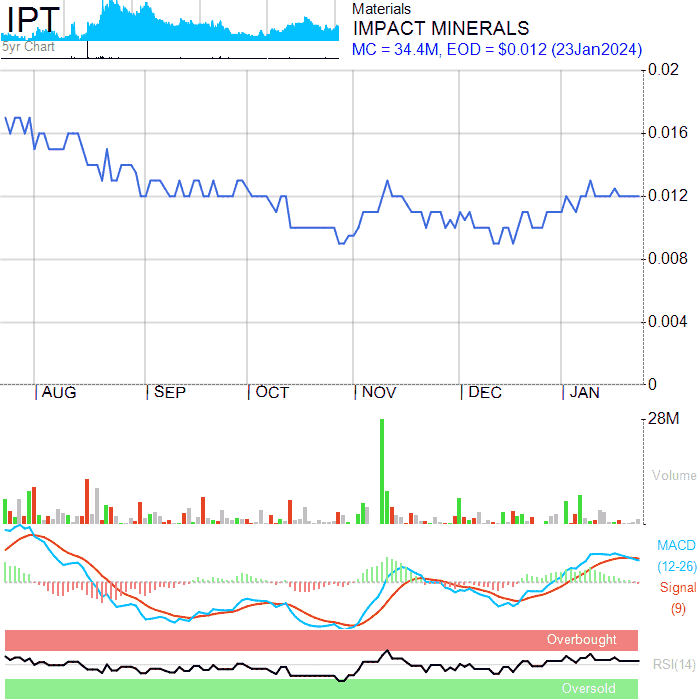 IPT
5yr Chart
Materials
IMPACT MINERALS
MC = 34.4M, EOD = $0.012 (23Jan2024)
0.02
0.016
0.012
0.008
0.004
0
AUG SEP OCT NOV DEC JAN
28M
Volume
MACD
(12-26)
Signal
(9)
Overbought
RSI(14)
Oversold